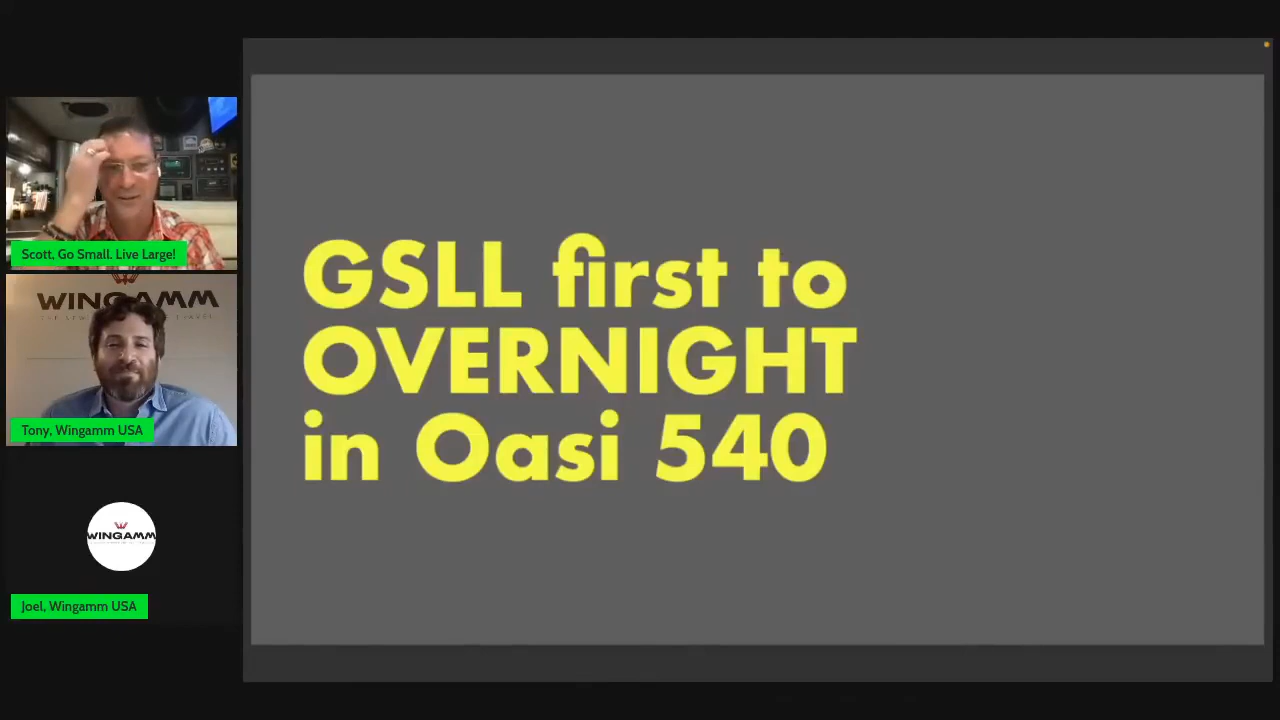 Scott, Go Small. Live Large!
WINGAMM
Tony, Wingamm USA
WINGAMM
Joel, Wingamm USA
GSLL first to
OVERNIGHT
in Oasi 540